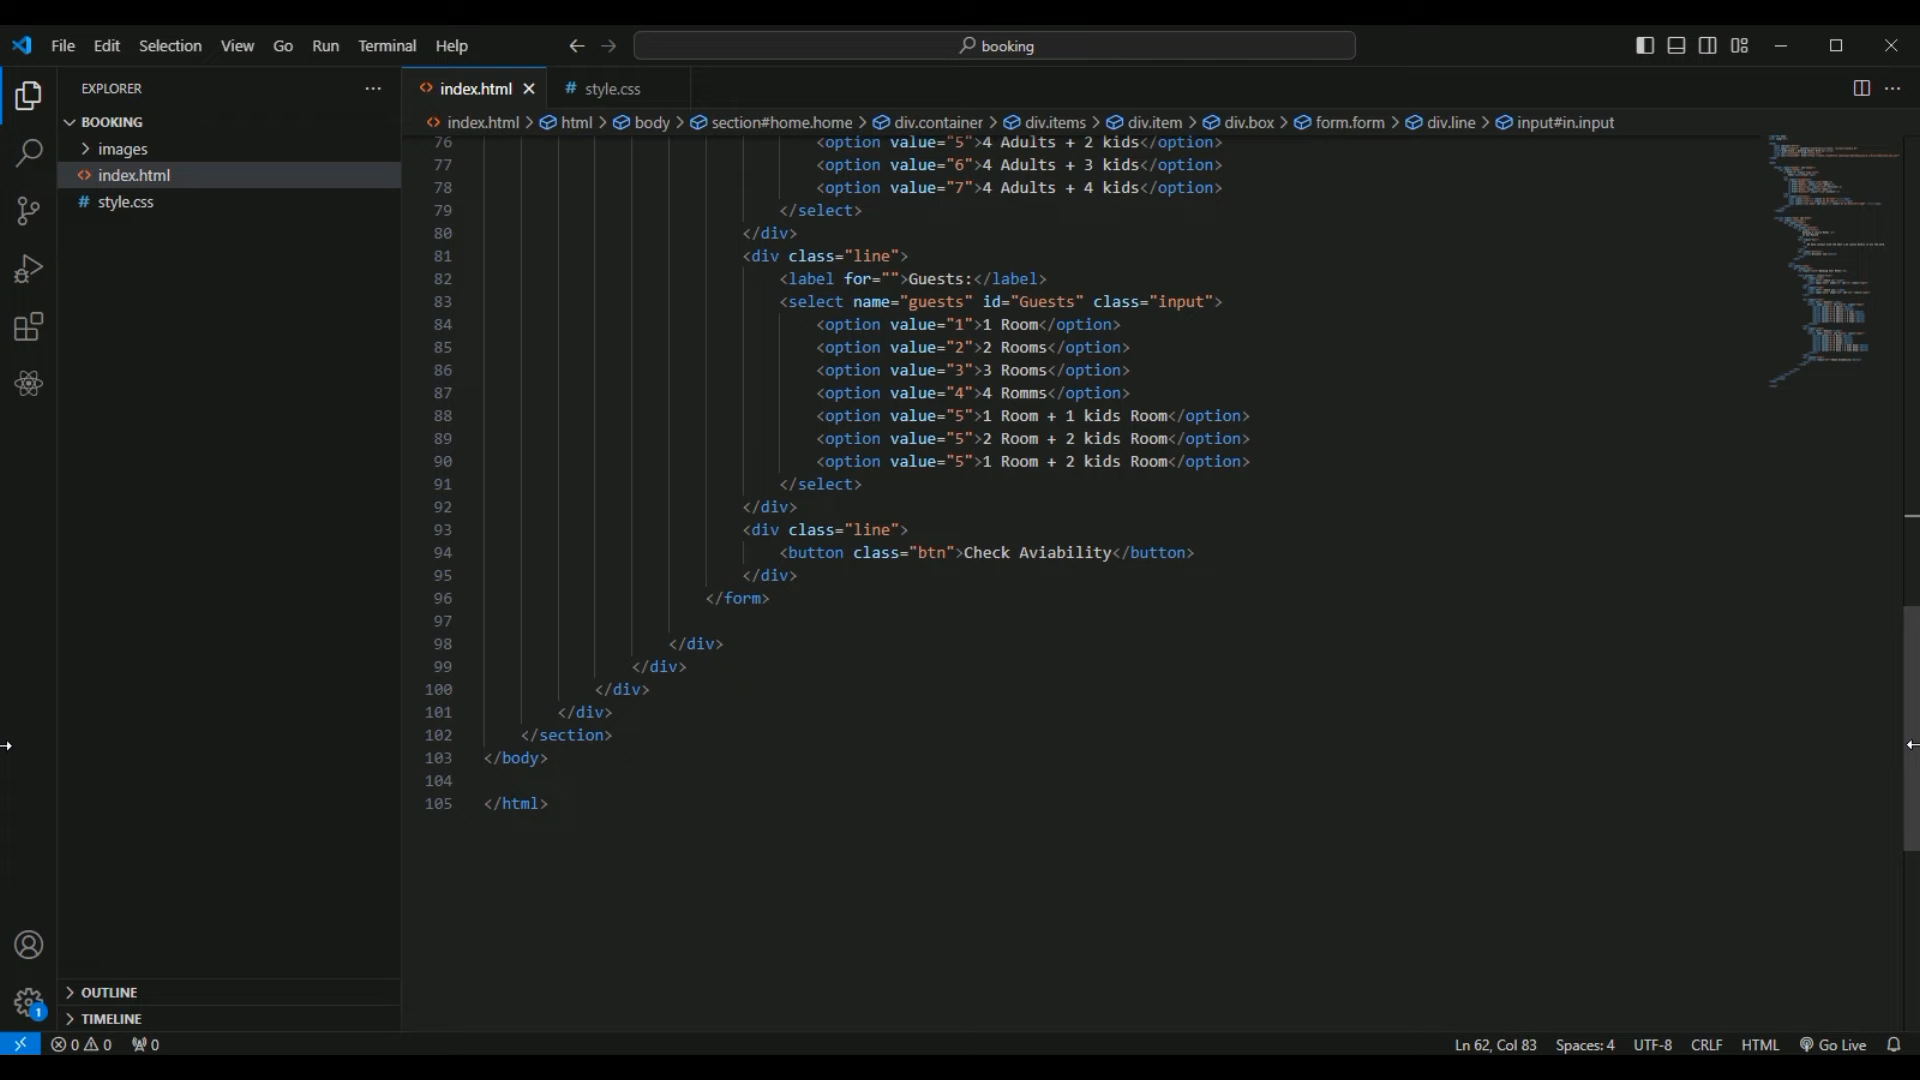 File Edit Selection View Go Run Terminal Help
booking
EXPLORER
index.html
# style.css
BOOKING
index.html > html > body > section#home.home > div.container > div.items > div.item > div.box > form.form > div.line > input#in.input
images
index.html
# style.css
76 <option value="5">4 Adults + 2 kids</option>
77 <option value="6">4 Adults + 3 kids</option>
78 <option value="7">4 Adults + 4 kids</option>
79 </select>
80 </div>
81 <div class="line">
82 <label for="">Guests:</label>
83 <select name="guests" id="Guests" class="input">
84 <option value="1">1 Room</option>
85 <option value="2">2 Rooms</option>
86 <option value="3">3 Rooms</option>
87 <option value="4">4 Romms</option>
88 <option value="5">1 Room + 1 kids Room</option>
89 <option value="5">2 Room + 2 kids Room</option>
90 <option value="5">1 Room + 2 kids Room</option>
91 </select>
92 </div>
93 <div class="line">
94 <button class="btn">Check Aviability</button>
95 </div>
96 </form>
97
98 </div>
99 </div>
100 </div>
101 </div>
102 </section>
103 </body>
104
105 </html>
OUTLINE
1
TIMELINE
0 0 0
Ln 62, Col 83 Spaces: 4 UTF-8 CRLF HTML Go Live